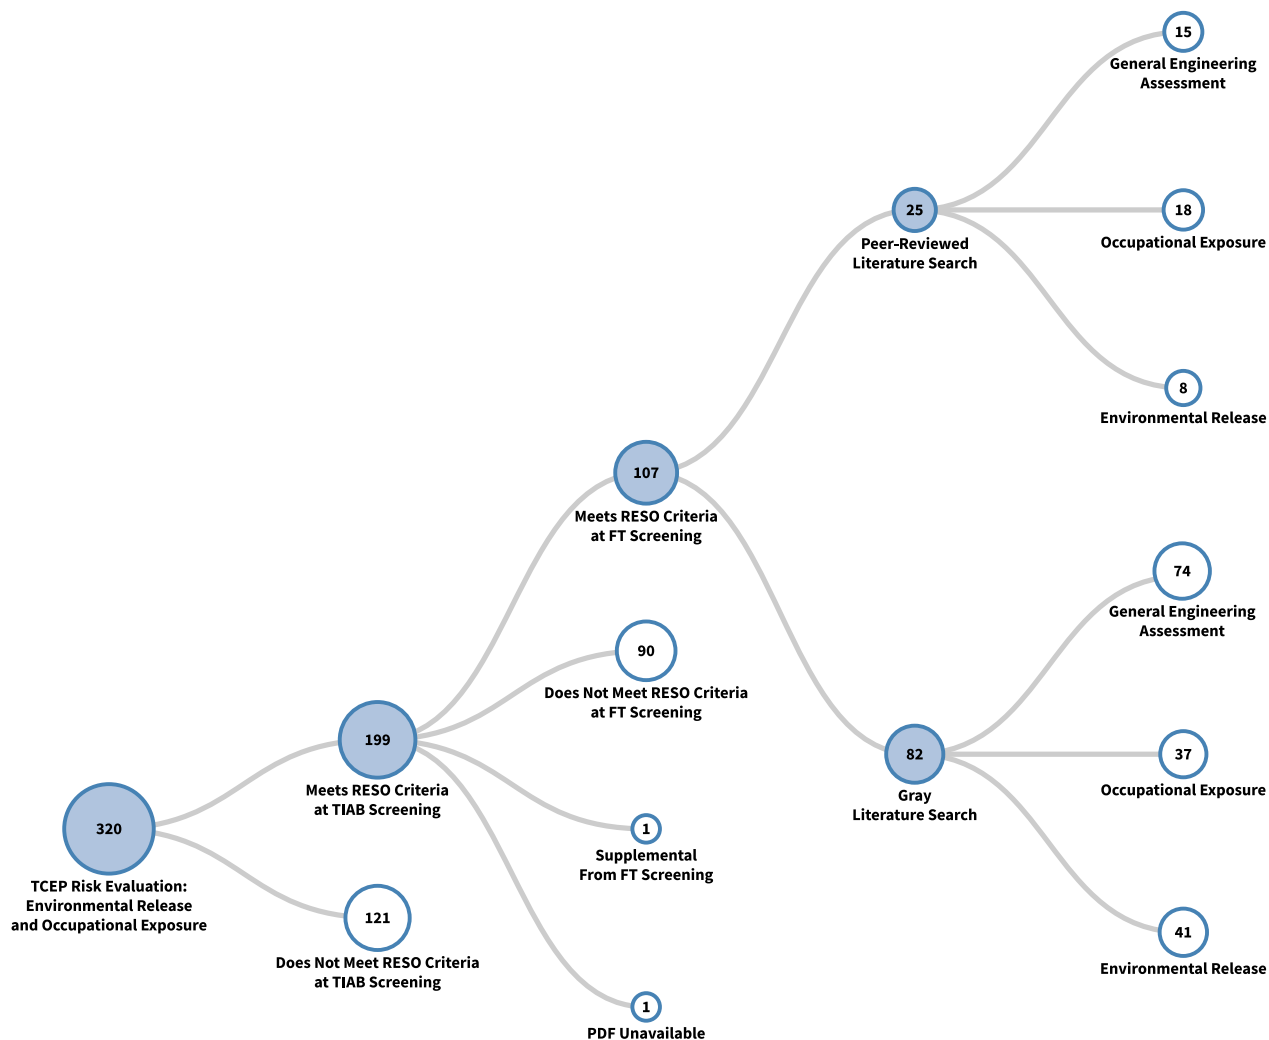 320
TCEP Risk Evaluation:
Environmental Release
and Occupational Exposure
199
Meets RESO Criteria
at TIAB Screening
121
Does Not Meet RESO Criteria
at TIAB Screening
107
Meets RESO Criteria
at FT Screening
90
Does Not Meet RESO Criteria
at FT Screening
1
Supplemental
From FT Screening
1
PDF Unavailable
25
Peer-Reviewed
Literature Search
82
Gray
Literature Search
15
General Engineering
Assessment
18
Occupational Exposure
8
Environmental Release
74
General Engineering
Assessment
37
Occupational Exposure
41
Environmental Release